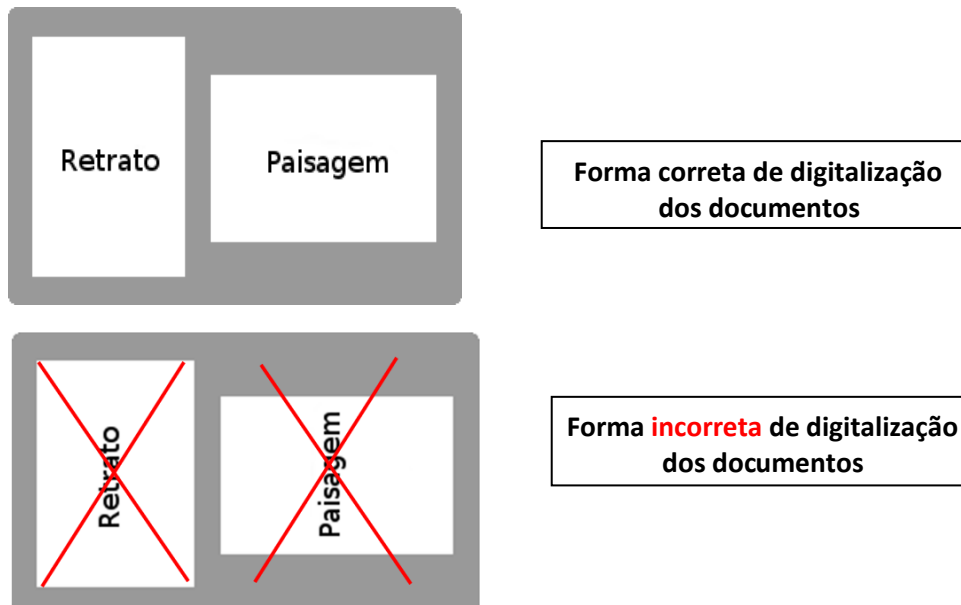 Retrato
Paisagem
Forma correta de digitalização
dos documentos
Retrato
Paisagem
Forma incorreta de digitalização
dos documentos